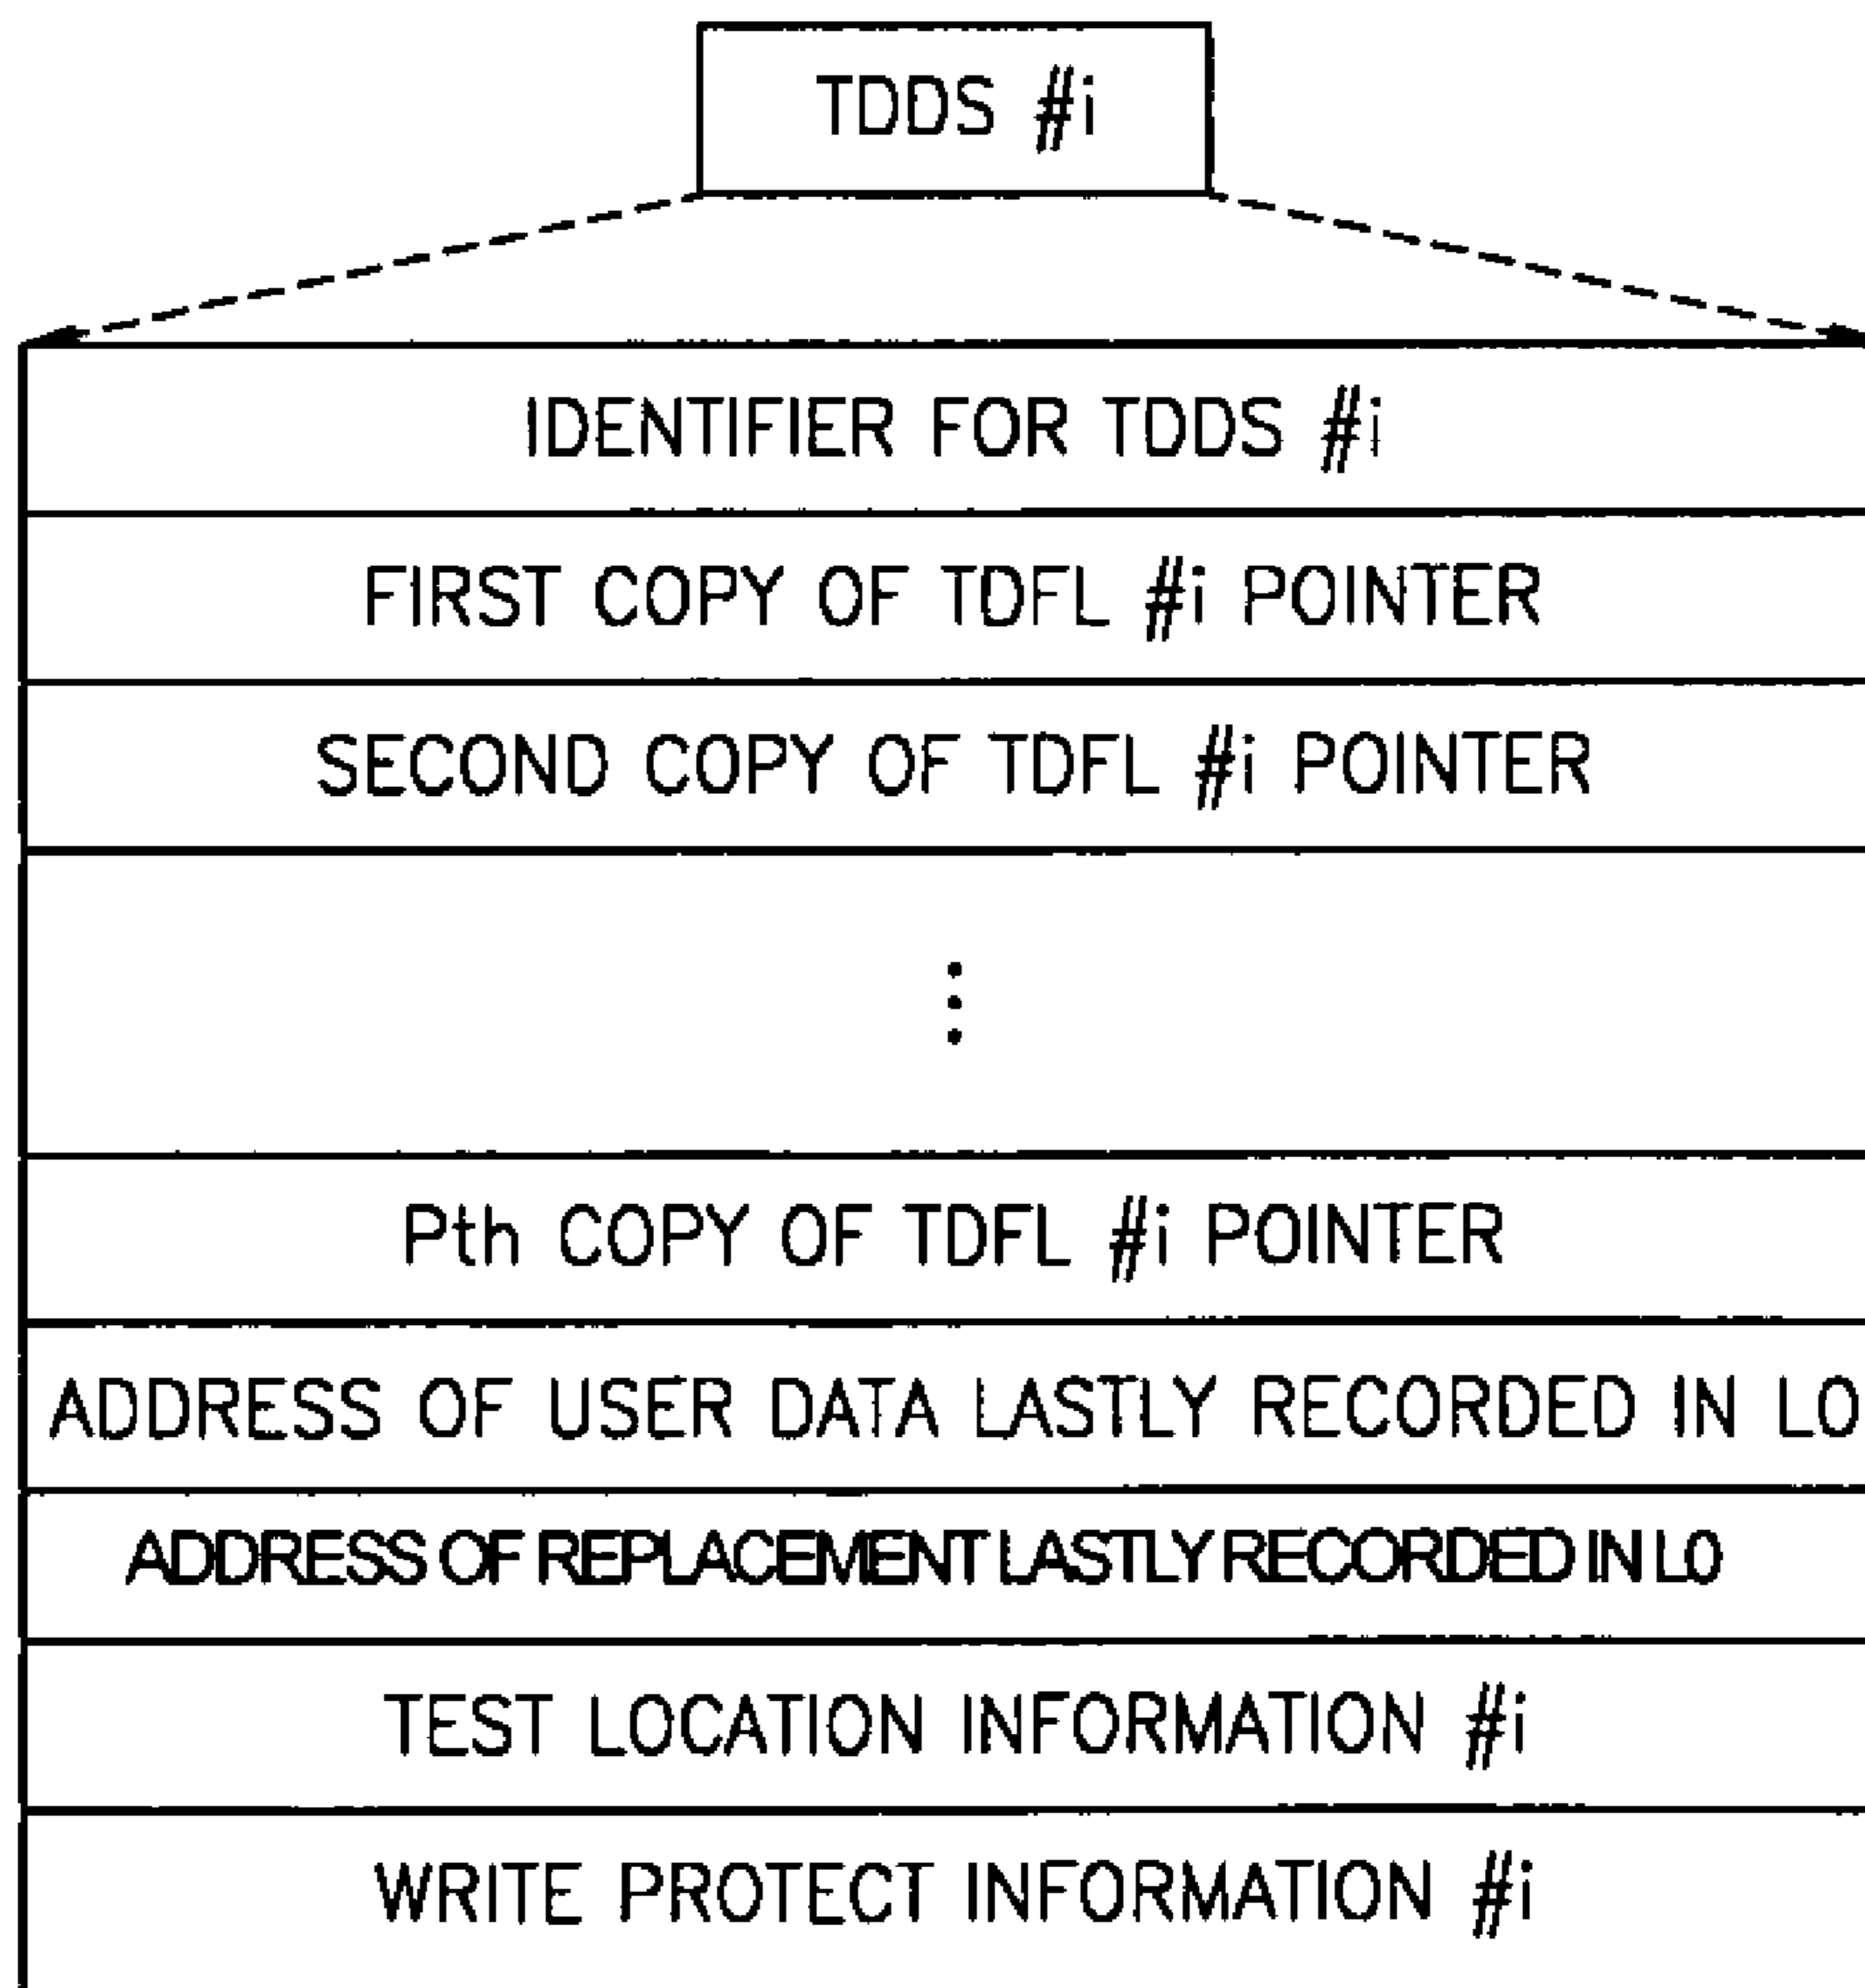 TDDS #i
IDENTIFIER FOR TDDS #i
FIRST COPY OF TDFL #i POINTER
SECOND COPY OF TDFL #i POINTER
⋮
Pth COPY OF TDFL #i POINTER
ADDRESS OF USER DATA LASTLY RECORDED IN L0
ADDRESS OF REPLACEMENT LASTLY RECORDED IN L0
TEST LOCATION INFORMATION #i
WRITE PROTECT INFORMATION #i